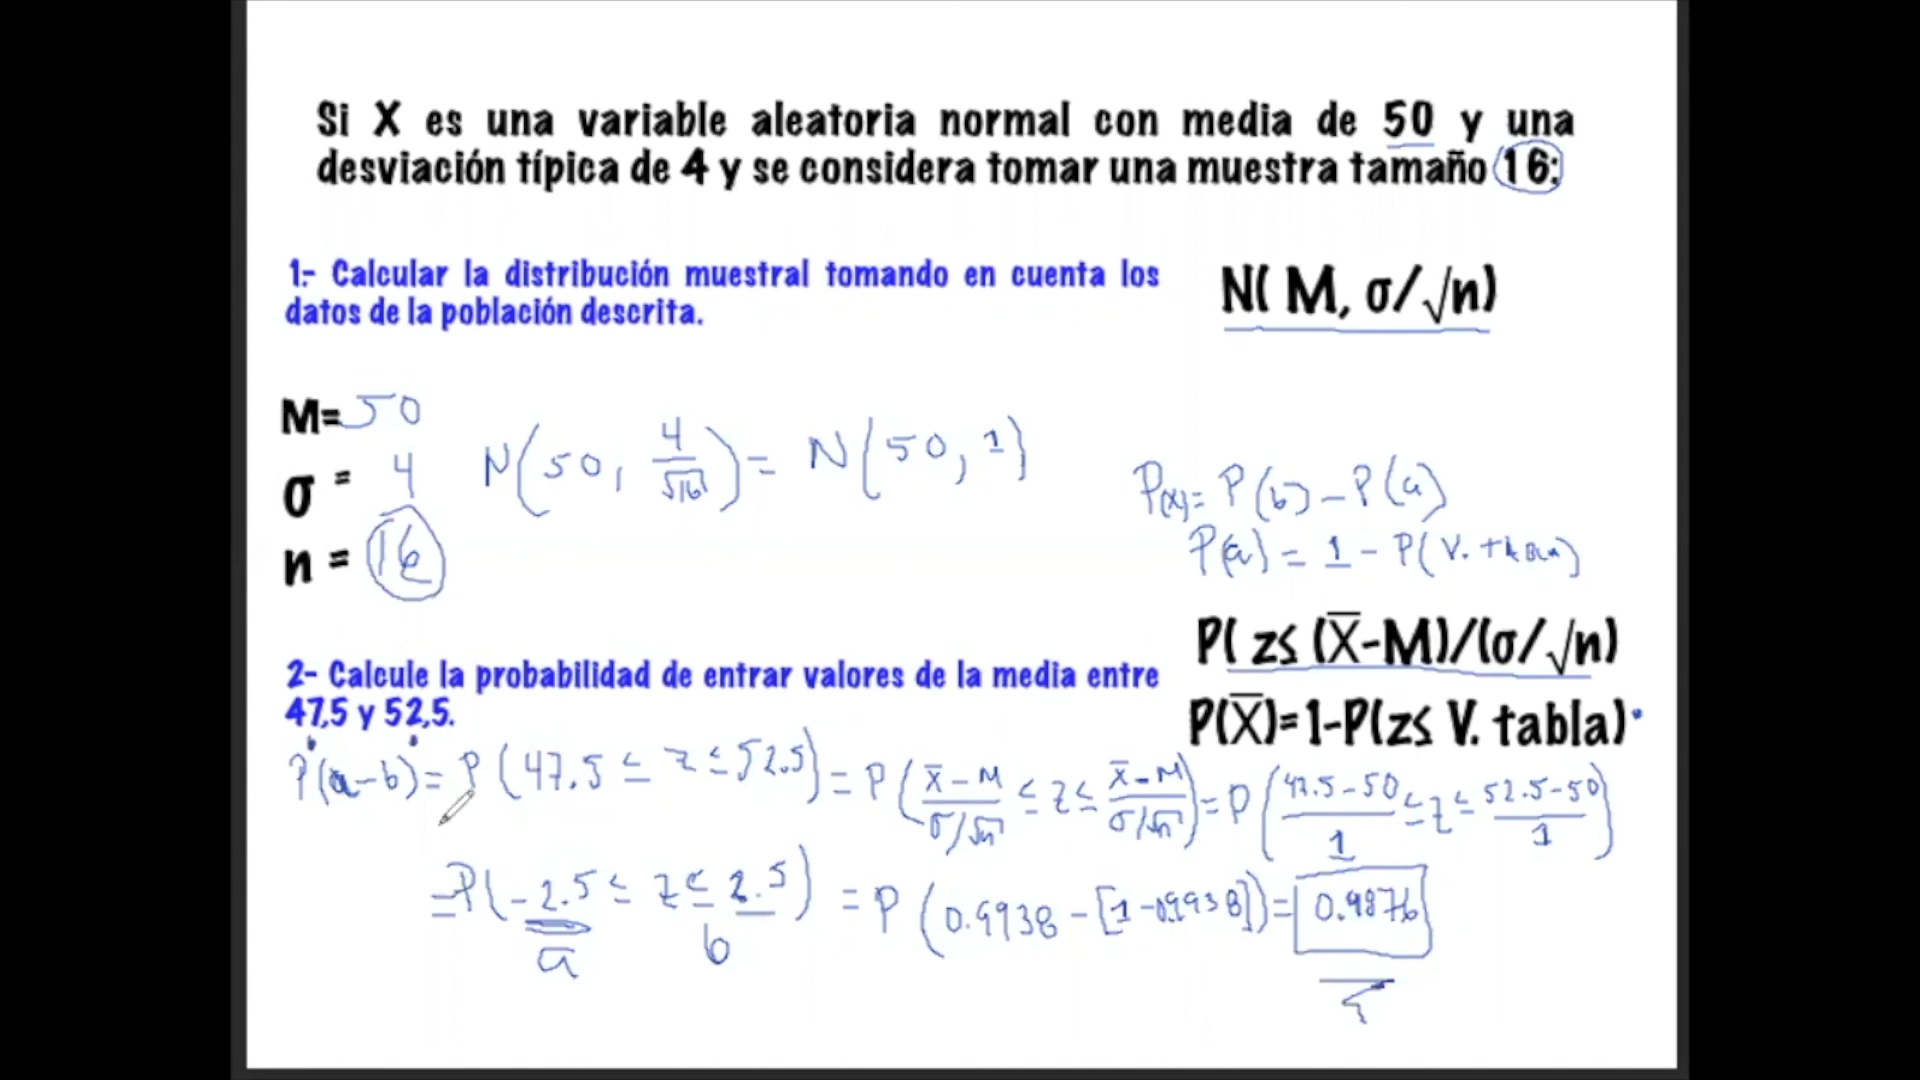 Si X es una variable aleatoria normal con media de 50 y una
desviación típica de 4 y se considera tomar una muestra tamaño 16:
1.- Calcular la distribución muestral tomando en cuenta los
datos de la población descrita.
N( M, σ/√n)
M= 50
σ = 4
n = 16
N(50, 4/√16) = N(50, 1)
P(x) = P(b) - P(a)
P(a) = 1 - P(V. tabla)
P( z≤ (X̅-M)/(σ/√n)
P(X̅)=1-P(z≤ V. tabla)
2- Calcule la probabilidad de entrar valores de la media entre
47,5 y 52,5.
P(a-b) = P(47.5 ≤ z ≤ 52.5) = P(x̅-M/σ/√n ≤ z ≤ x̅-M/σ/√n) = P(47.5-50/1 ≤ z ≤ 52.5-50/1)
= P(-2.5 ≤ z ≤ 2.5) = P(0.9938 - [1-0.9938]) = 0.9876
a b